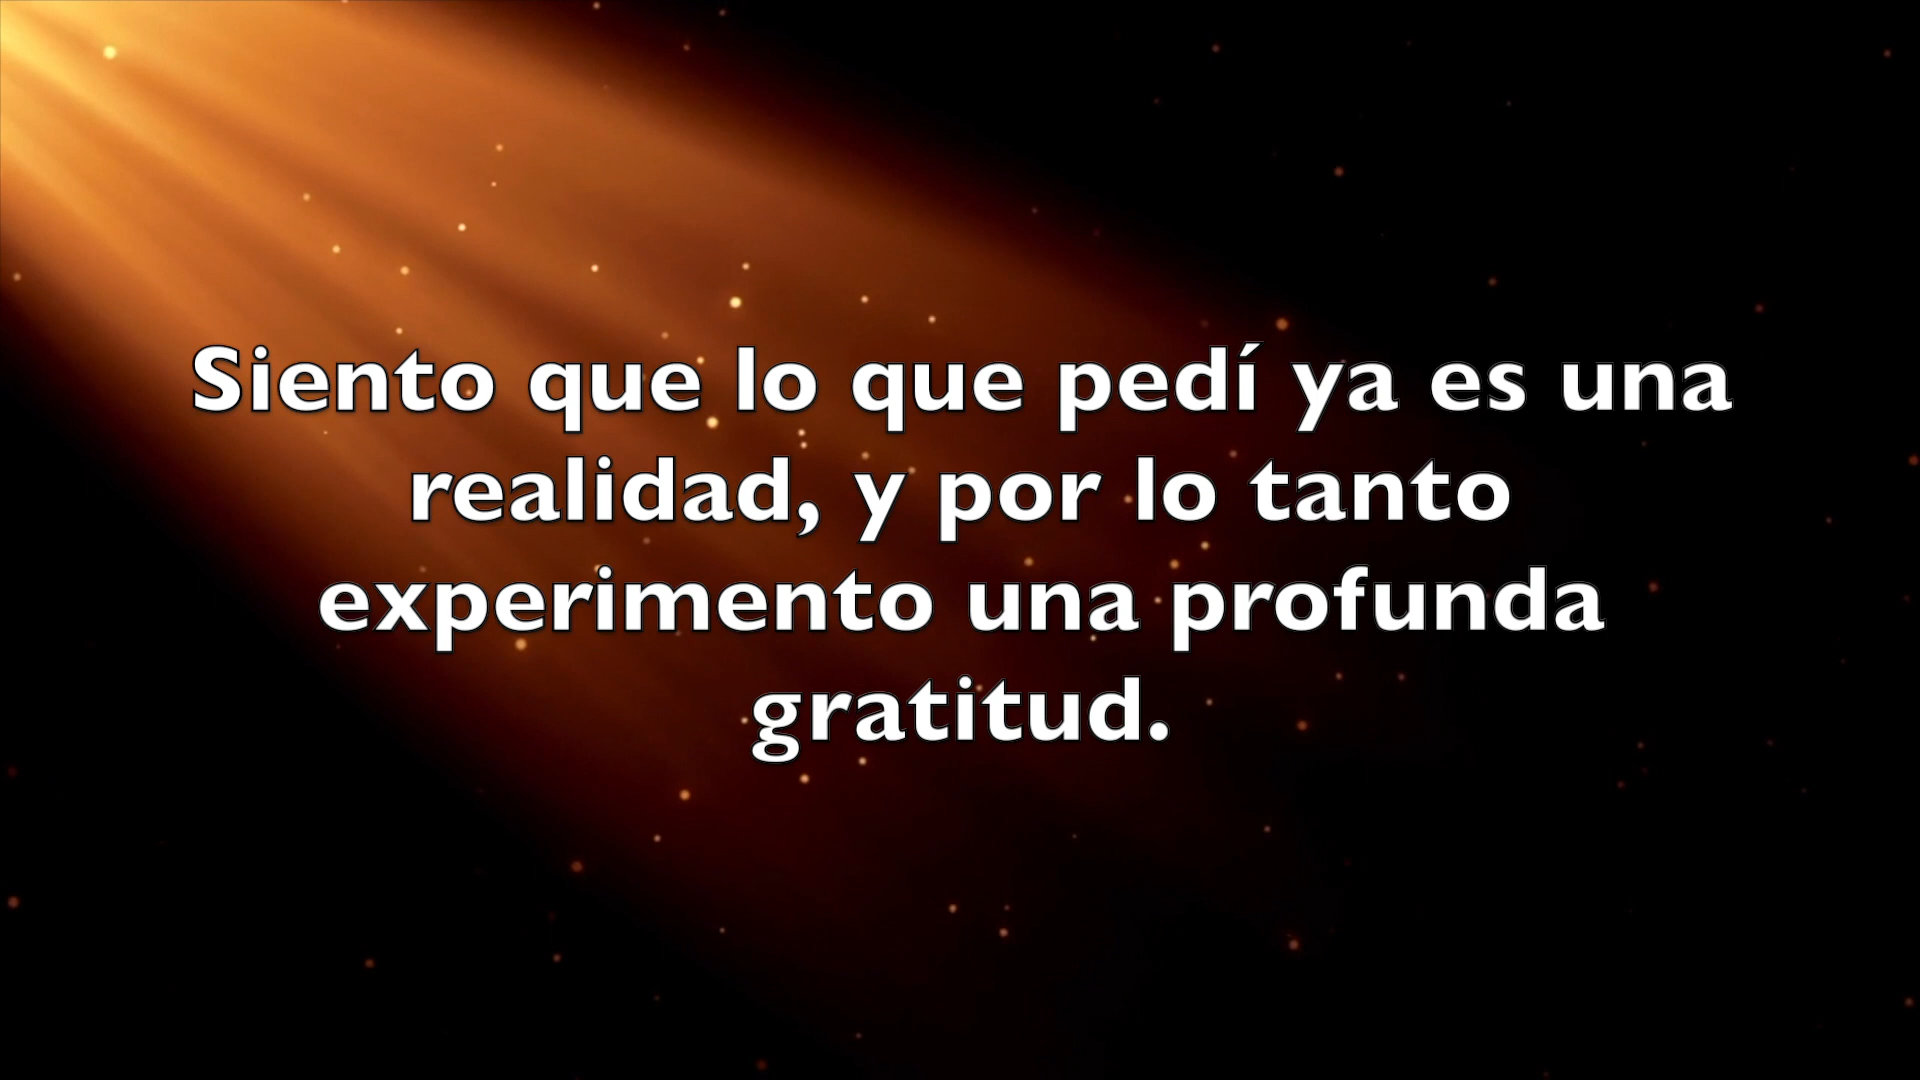 Siento que lo que pedí ya es una
realidad, y por lo tanto
experimento una profunda
gratitud.